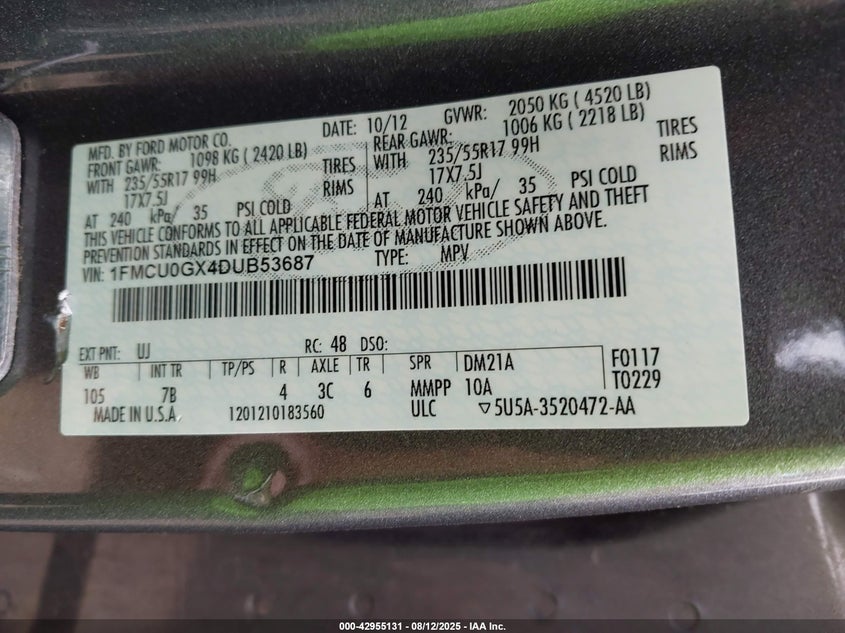 MFD. BY FORD MOTOR CO. DATE: 10/12 GVWR: 2050 KG ( 4520 LB)
FRONT GAWR: 1098 KG ( 2420 LB) REAR GAWR: 1006 KG ( 2218 LB)
WITH 235/55R17 99H TIRES WITH 235/55R17 99H TIRES
17X7.5J RIMS 17X7.5J RIMS
AT 240 kPa/ 35 PSI COLD AT 240 kPa/ 35 PSI COLD
THIS VEHICLE CONFORMS TO ALL APPLICABLE FEDERAL MOTOR VEHICLE SAFETY AND THEFT
PREVENTION STANDARDS IN EFFECT ON THE DATE OF MANUFACTURE SHOWN ABOVE.
VIN: 1FMCU0GX4DUB53687 TYPE: MPV
EXT PNT: UJ RC: 48 DSO:
WB INT TR TP/PS R AXLE TR SPR DM21A F0117
105 7B 4 3C 6 MMPP 10A T0229
MADE IN U.S.A. 1201210183560 ULC ▽5U5A-3520472-AA
000-42955131 - 08/12/2025 - IAA Inc.